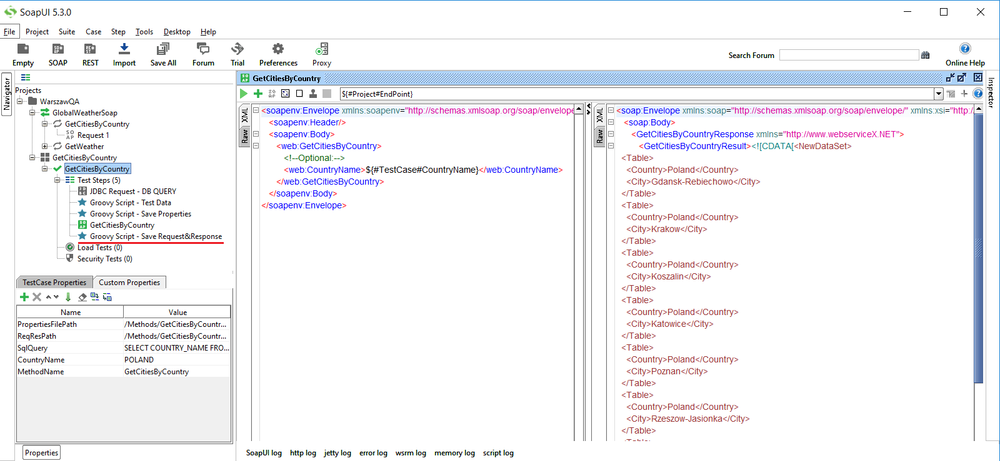 SoapUI 5.3.0
File Project Suite Case Step Tools Desktop Help
Empty SOAP REST Import Save All Forum Trial Preferences Proxy
Search Forum
Online Help
Navigator
Projects
WarszawQA
GlobalWeatherSoap
GetCitiesByCountry
Request 1
GetWeather
GetCitiesByCountry
GetCitiesByCountry
Test Steps (5)
JDBC Request - DB QUERY
Groovy Script - Test Data
Groovy Script - Save Properties
GetCitiesByCountry
Groovy Script - Save Request&Response
Load Tests (0)
Security Tests (0)
TestCase Properties Custom Properties
Name Value
PropertiesFilePath /Methods/GetCitiesByCountr...
ReqResPath /Methods/GetCitiesByCountr...
SqlQuery SELECT COUNTRY_NAME FRO...
CountryName POLAND
MethodName GetCitiesByCountry
Properties
GetCitiesByCountry
${#Project#EndPoint}
XML
Raw
<soapenv:Envelope xmlns:soapenv="http://schemas.xmlsoap.org/soap/envelope
<soapenv:Header/>
<soapenv:Body>
<web:GetCitiesByCountry>
<!--Optional:-->
<web:CountryName>${#TestCase#CountryName}</web:CountryName>
</web:GetCitiesByCountry>
</soapenv:Body>
</soapenv:Envelope>
XML
Raw
<soap:Envelope xmlns:soap="http://schemas.xmlsoap.org/soap/envelope/" xmlns:xsi="http:/
<soap:Body>
<GetCitiesByCountryResponse xmlns="http://www.webserviceX.NET">
<GetCitiesByCountryResult><![CDATA[<NewDataSet>
<Table>
<Country>Poland</Country>
<City>Gdansk-Rebiechowo</City>
</Table>
<Table>
<Country>Poland</Country>
<City>Krakow</City>
</Table>
<Table>
<Country>Poland</Country>
<City>Koszalin</City>
</Table>
<Table>
<Country>Poland</Country>
<City>Katowice</City>
</Table>
<Table>
<Country>Poland</Country>
<City>Poznan</City>
</Table>
<Table>
<Country>Poland</Country>
<City>Rzeszow-Jasionka</City>
</Table>
Inspector
SoapUI log http log jetty log error log wsrm log memory log script log